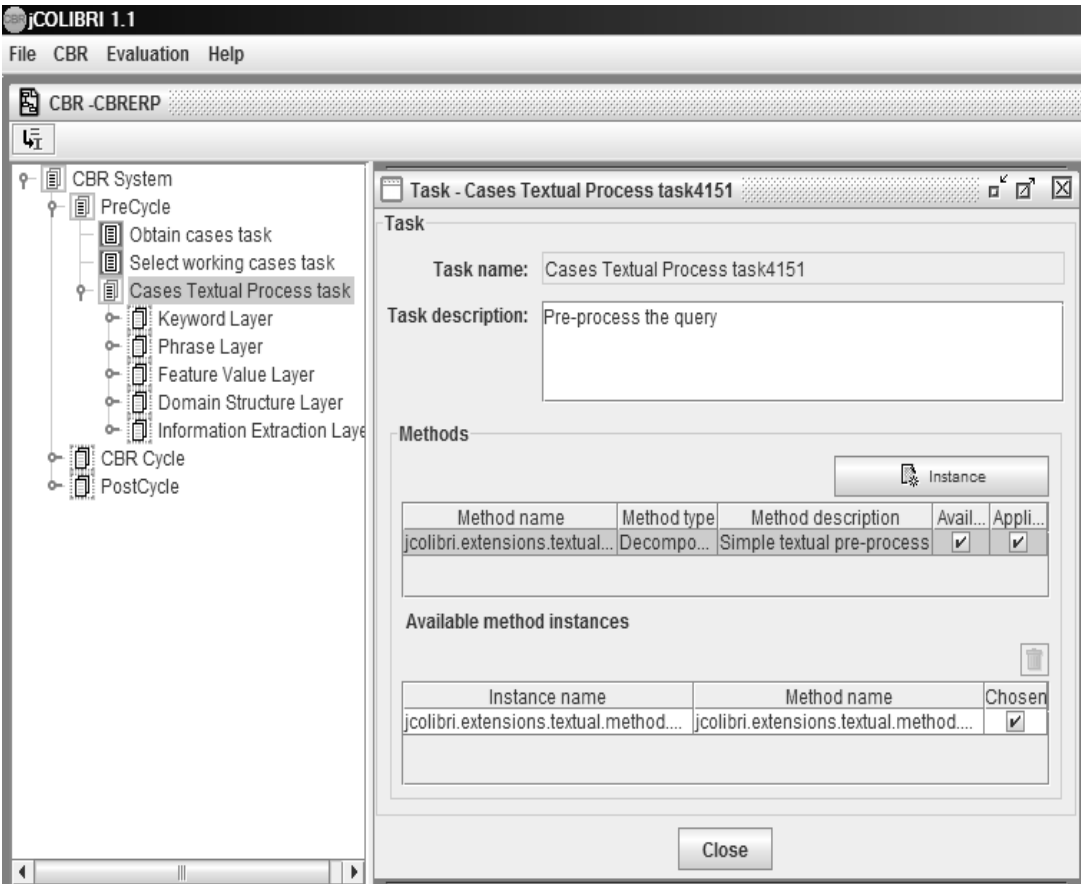 CBR jCOLIBRI 1.1
File CBR Evaluation Help
CBR -CBRERP
CBR System
PreCycle
Obtain cases task
Select working cases task
Cases Textual Process task
Keyword Layer
Phrase Layer
Feature Value Layer
Domain Structure Layer
Information Extraction Laye
CBR Cycle
PostCycle
Task - Cases Textual Process task4151
Task
Task name: Cases Textual Process task4151
Task description: Pre-process the query
Methods
Instance
Method name Method type Method description Avail... Appli...
jcolibri.extensions.textual... Decompo... Simple textual pre-process
Available method instances
Instance name Method name Chosen
jcolibri.extensions.textual.method.... jcolibri.extensions.textual.method....
Close